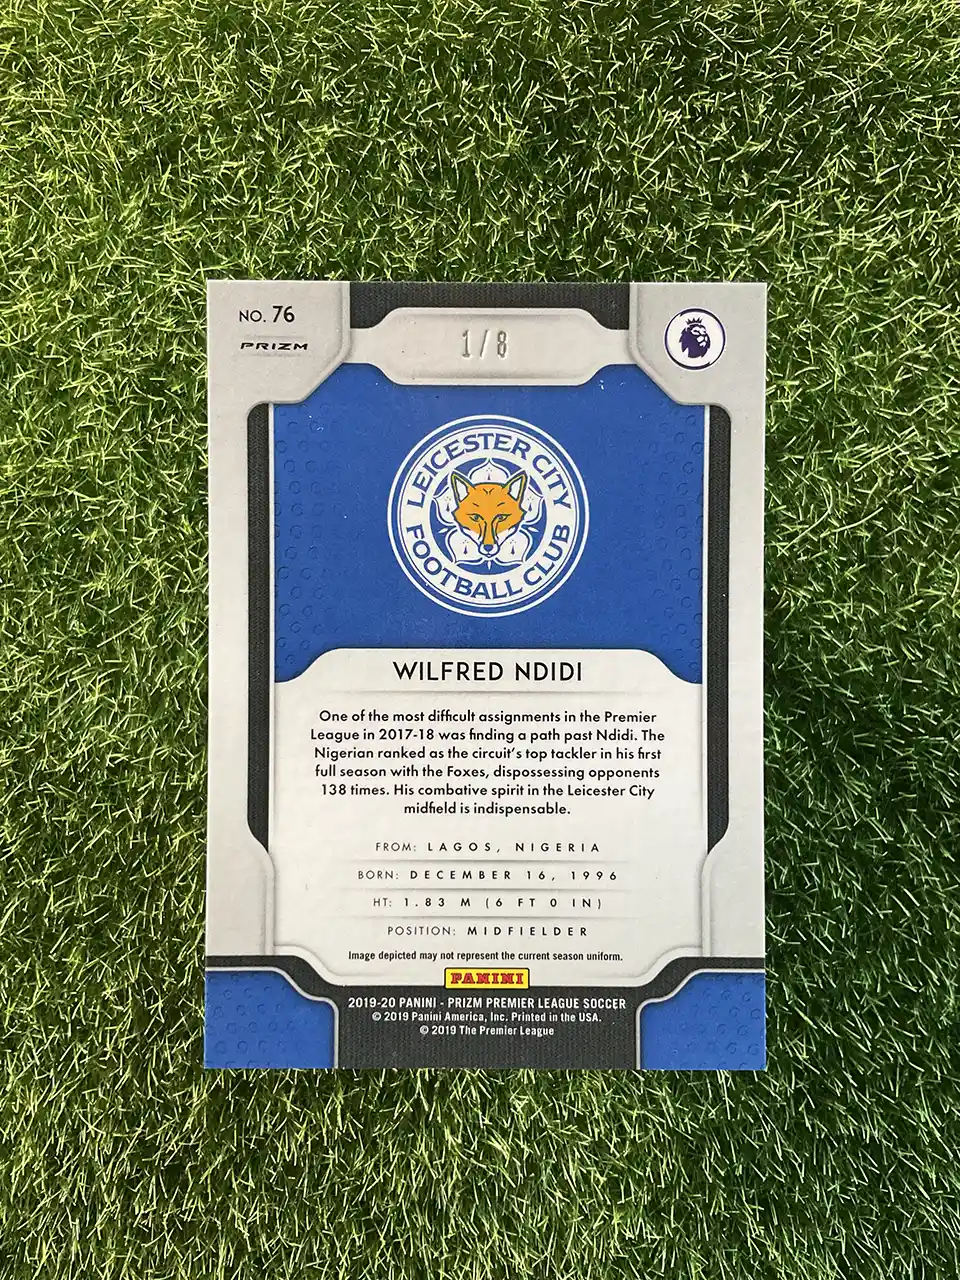 NO. 76
PRIZM
1/8
LEICESTER CITY
FOOTBALL CLUB
WILFRED NDIDI
One of the most difficult assignments in the Premier
League in 2017-18 was finding a path past Ndidi. The
Nigerian ranked as the circuit's top tackler in his first
full season with the Foxes, dispossessing opponents
138 times. His combative spirit in the Leicester City
midfield is indispensable.
FROM: LAGOS, NIGERIA
BORN: DECEMBER 16, 1996
HT: 1.83 M (6 FT 0 IN)
POSITION: MIDFIELDER
Image depicted may not represent the current season uniform.
PANINI
2019-20 PANINI - PRIZM PREMIER LEAGUE SOCCER
© 2019 Panini America, Inc. Printed in the USA.
© 2019 The Premier League